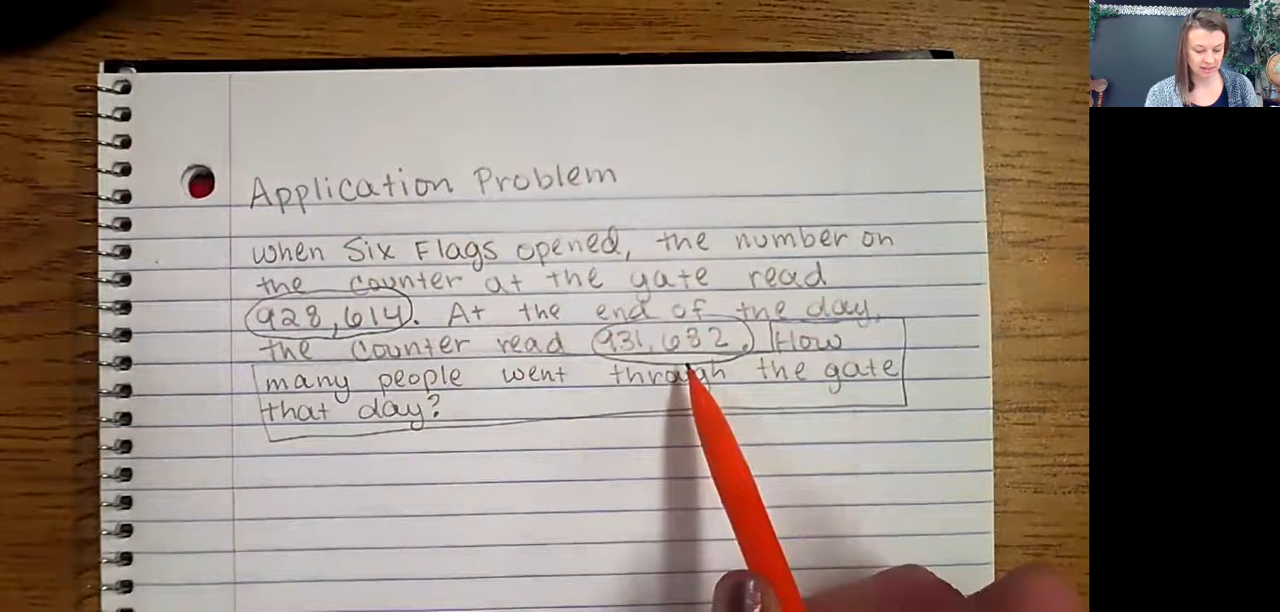 Application Problem
When Six Flags opened, the number on
the counter at the gate read
928,614. At the end of the day,
the counter read 931,682. How
many people went through the gate
that day?